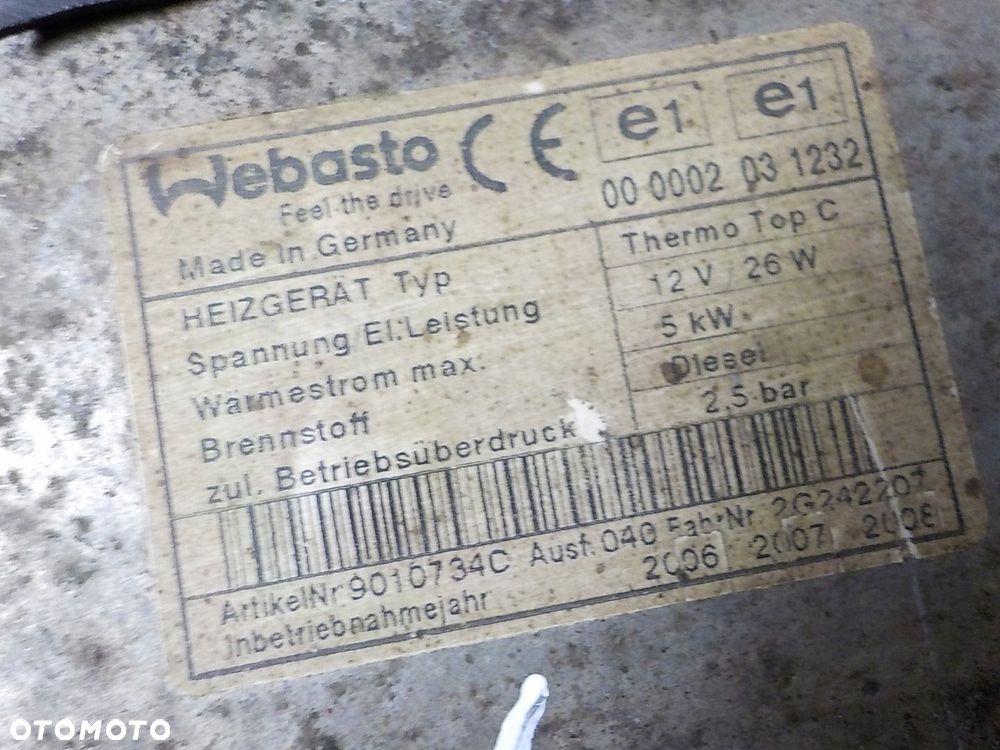 Webasto CE e1 e1
Feel the drive
00 0002 03 1232
Made in Germany
HEIZGERÄT Typ Thermo Top C
Spannung/El.Leistung 12 V / 26 W
Wärmestrom max. 5 kW
Brennstoff Diesel
zul. Betriebsüberdruck 2,5 bar
ArtikelNr. 9010734C Ausf. 040 Fab.Nr. 2G242207
Inbetriebnahmejahr 2006 2007 2008
OTOMOTO